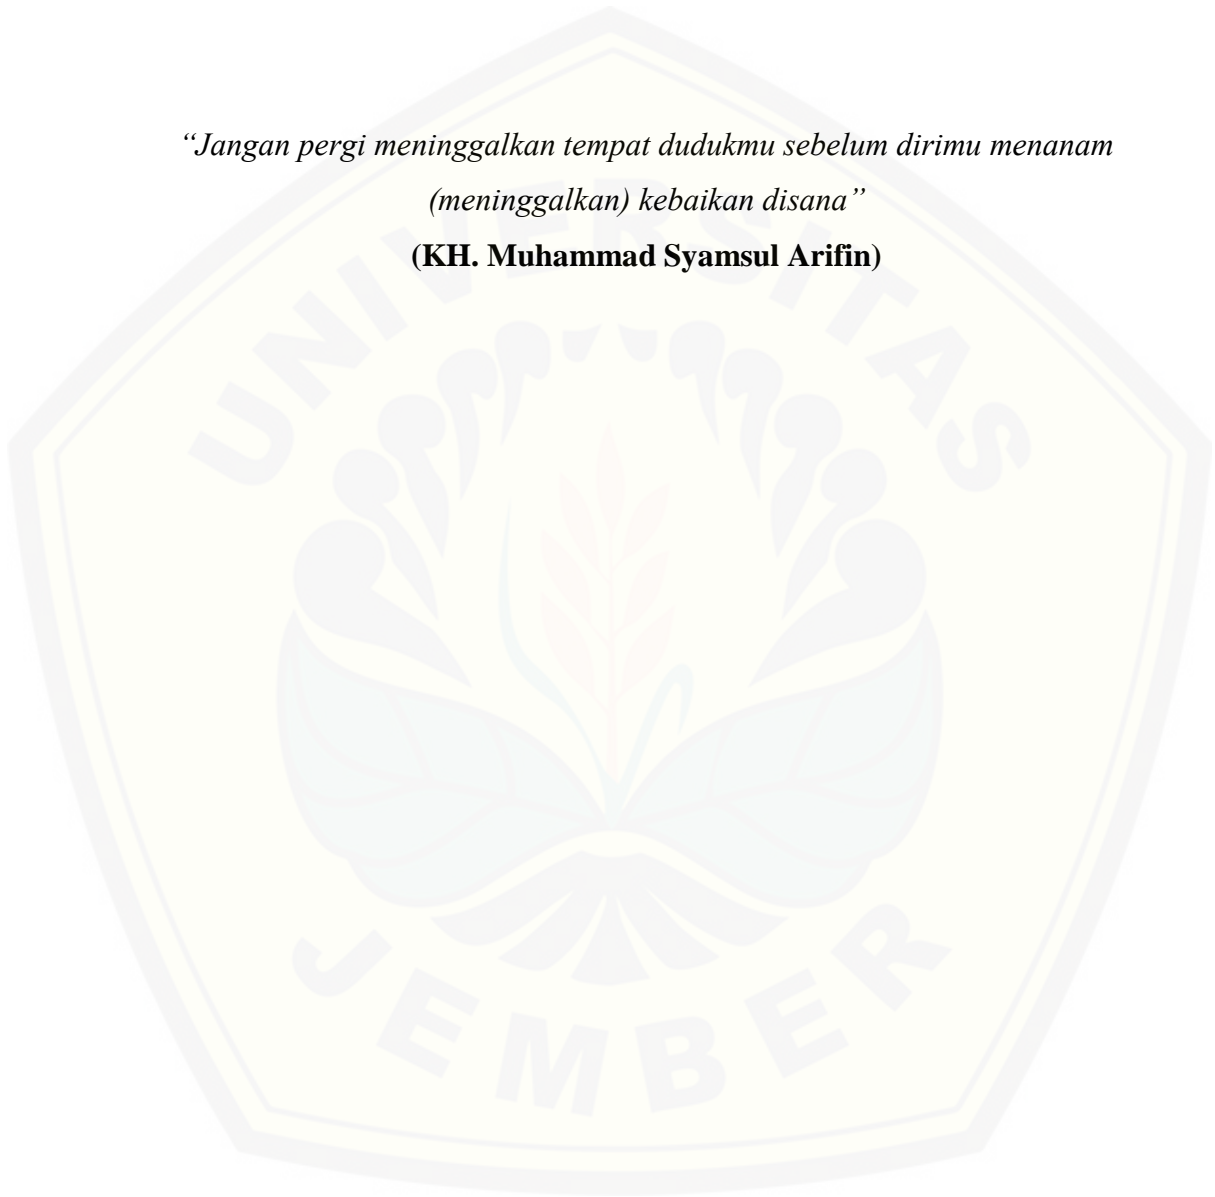 “Jangan pergi meninggalkan tempat dudukmu sebelum dirimu menanam
(meninggalkan) kebaikan disana”
(KH. Muhammad Syamsul Arifin)
UNIVERSITAS
JEMBER